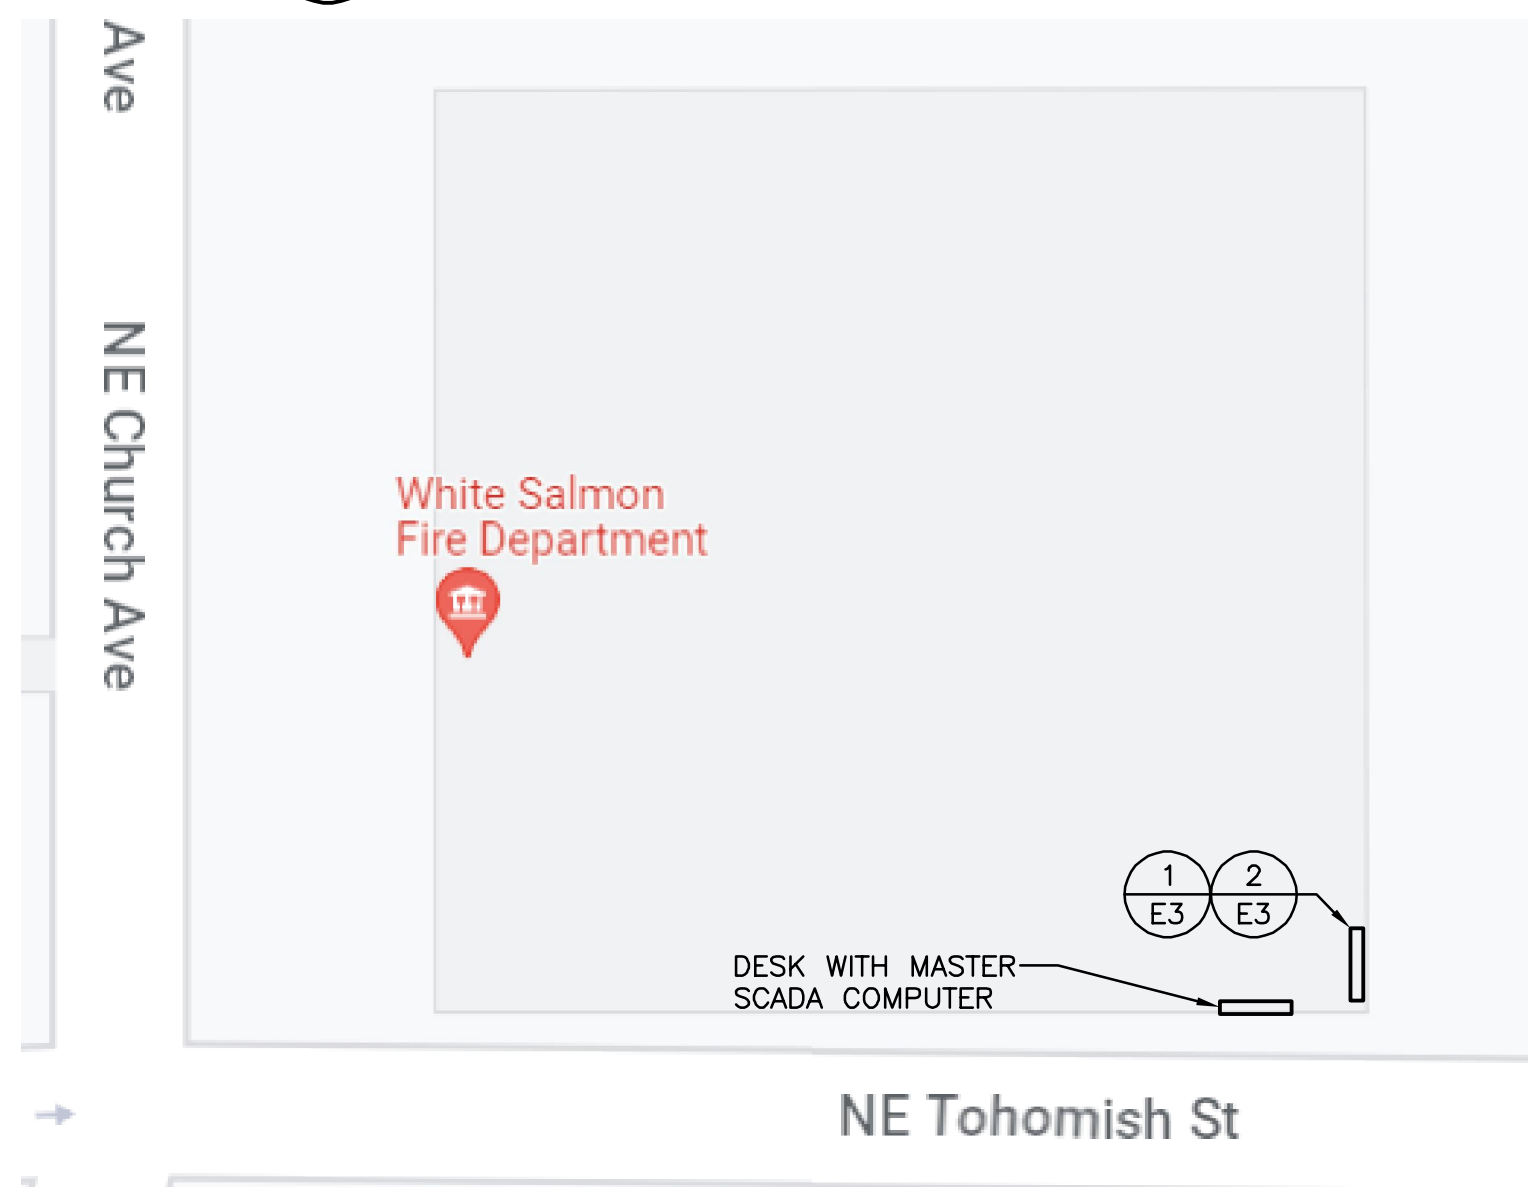 Ave
NE Church Ave
White Salmon
Fire Department
1 2
E3 E3
DESK WITH MASTER
SCADA COMPUTER
NE Tohomish St